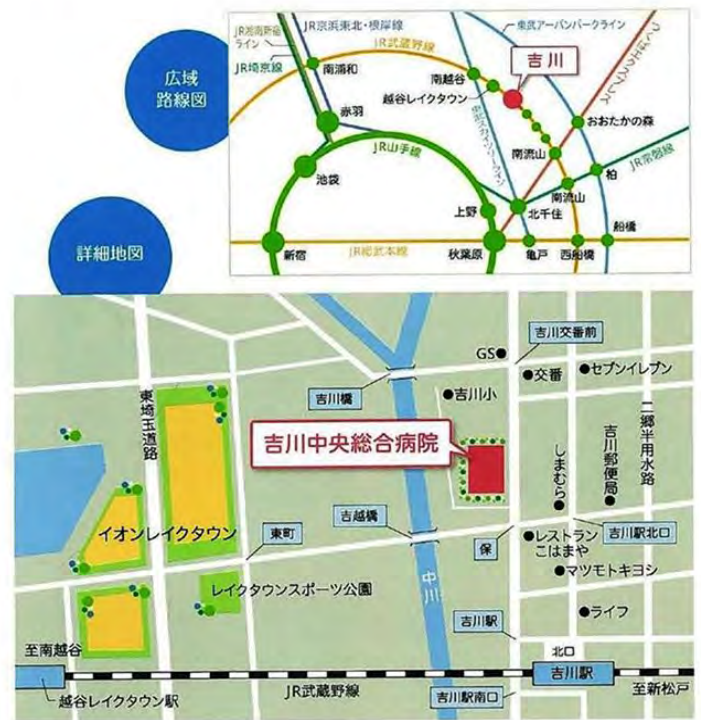 広域
路線図
JR湘南新宿
ライン
JR京浜東北・根岸線
JR埼京線
JR武蔵野線
東武アーバンパークライン
つくばエクスプレス
南浦和
南越谷
吉川
越谷レイクタウン
赤羽
東武スカイツリーライン
おおたかの森
JR山手線
南流山
JR常磐線
池袋
柏
南流山
上野
北千住
船橋
新宿
JR総武本線
秋葉原
亀戸
西船橋
詳細地図
吉川交番前
GS
交番
セブンイレブン
吉川橋
吉川小
東埼玉道路
二郷半用水路
吉川中央総合病院
吉川郵便局
しまむら
吉越橋
イオンレイクタウン
東町
保
レストラン
こはまや
吉川駅北口
マツモトキヨシ
中川
レイクタウンスポーツ公園
ライフ
吉川駅
至南越谷
北口
吉川駅
越谷レイクタウン駅
JR武蔵野線
吉川駅南口
至新松戸